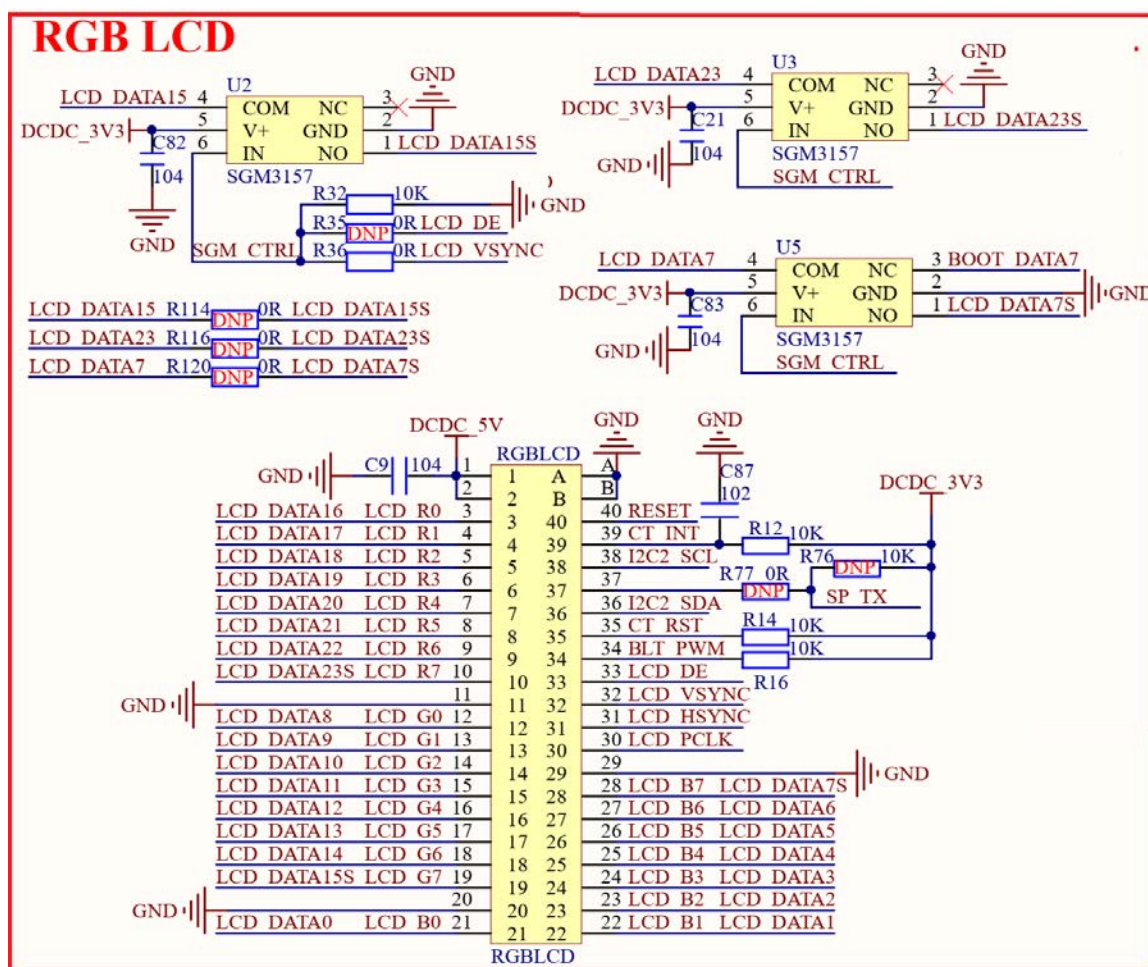 RGB LCD
U2
LCD DATA15 4 COM NC 3 GND
DCDC_3V3 5 V+ GND 2
C82 6 IN NO 1 LCD DATA15S
104 SGM3157
GND
R32 10K GND
R35 DNP 0R LCD DE
SGM CTRL R36 0R LCD VSYNC
U3
LCD DATA23 4 COM NC 3 GND
DCDC_3V3 5 V+ GND 2
C21 6 IN NO 1 LCD DATA23S
GND 104 SGM3157
SGM CTRL
U5
LCD DATA7 4 COM NC 3 BOOT DATA7
DCDC_3V3 5 V+ GND 2 GND
C83 6 IN NO 1 LCD DATA7S
GND 104 SGM3157
SGM CTRL
LCD DATA15 R114 DNP 0R LCD DATA15S
LCD DATA23 R116 DNP 0R LCD DATA23S
LCD DATA7 R120 DNP 0R LCD DATA7S
DCDC_5V GND GND
RGBLCD
GND C9 104 1 1 A A C87
2 2 B B 102 DCDC_3V3
LCD DATA16 LCD R0 3 3 40 40 RESET
LCD DATA17 LCD R1 4 4 39 39 CT INT R12 10K
LCD DATA18 LCD R2 5 5 38 38 I2C2 SCL R76 DNP 10K
LCD DATA19 LCD R3 6 6 37 37 R77 0R DNP
LCD DATA20 LCD R4 7 7 36 36 I2C2 SDA SP TX
LCD DATA21 LCD R5 8 8 35 35 CT RST R14 10K
LCD DATA22 LCD R6 9 9 34 34 BLT PWM 10K
LCD DATA23S LCD R7 10 10 33 33 LCD DE R16
GND 11 11 32 32 LCD VSYNC
LCD DATA8 LCD G0 12 12 31 31 LCD HSYNC
LCD DATA9 LCD G1 13 13 30 30 LCD PCLK
LCD DATA10 LCD G2 14 14 29 29 GND
LCD DATA11 LCD G3 15 15 28 28 LCD B7 LCD DATA7S
LCD DATA12 LCD G4 16 16 27 27 LCD B6 LCD DATA6
LCD DATA13 LCD G5 17 17 26 26 LCD B5 LCD DATA5
LCD DATA14 LCD G6 18 18 25 25 LCD B4 LCD DATA4
LCD DATA15S LCD G7 19 19 24 24 LCD B3 LCD DATA3
GND 20 20 23 23 LCD B2 LCD DATA2
LCD DATA0 LCD B0 21 21 22 22 LCD B1 LCD DATA1
RGBLCD